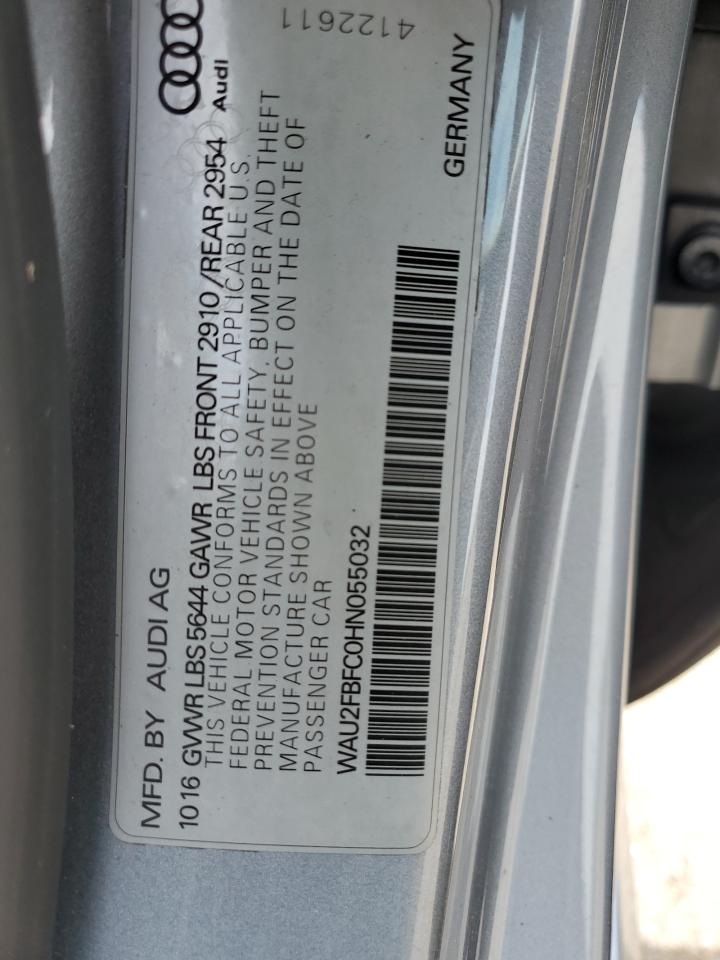 MFD. BY AUDI AG
Audi
1016 GVWR LBS 5644 GAWR LBS FRONT 2910 /REAR 2954
THIS VEHICLE CONFORMS TO ALL APPLICABLE U.S.
FEDERAL MOTOR VEHICLE SAFETY, BUMPER AND THEFT
PREVENTION STANDARDS IN EFFECT ON THE DATE OF
MANUFACTURE SHOWN ABOVE
PASSENGER CAR
WAU2FBFC0HN055032
GERMANY
4122611